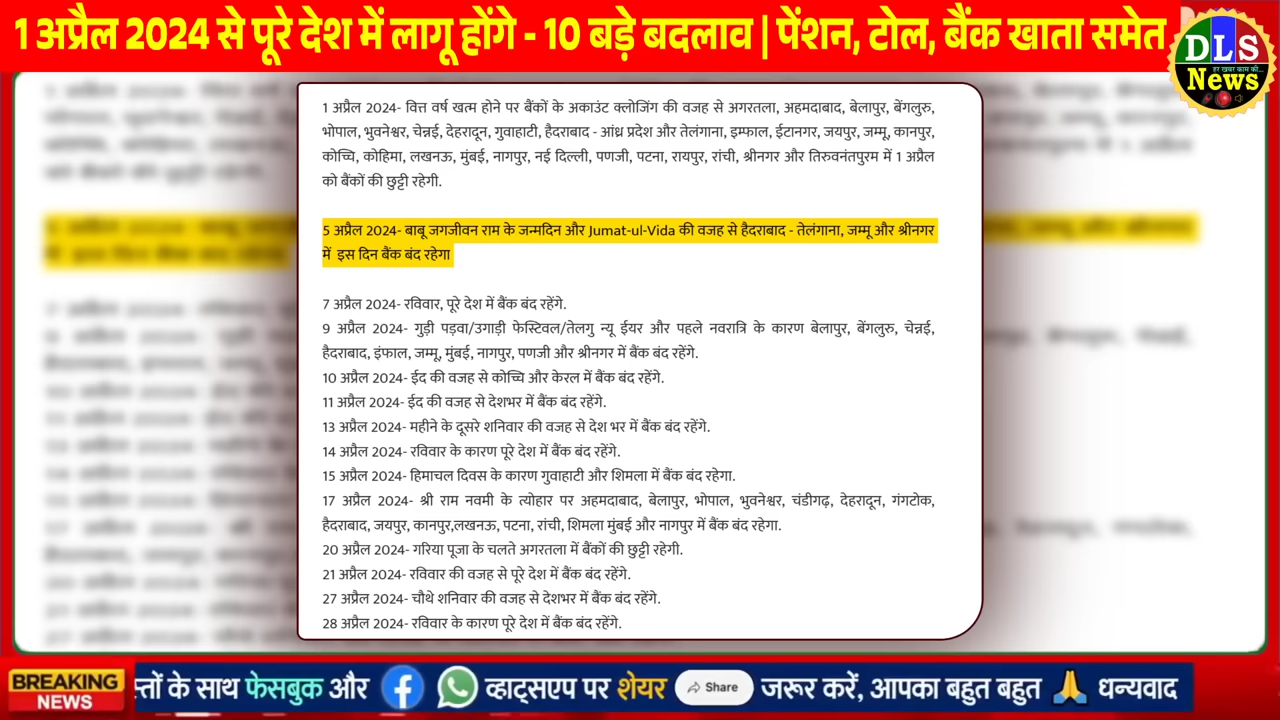 1 अप्रैल 2024 से पूरे देश में लागू होंगे - 10 बड़े बदलाव | पेंशन, टोल, बैंक खाता समेत
DLS
हर खबर काम की...
News
1 अप्रैल 2024- वित्त वर्ष खत्म होने पर बैंकों के अकाउंट क्लोजिंग की वजह से अगरतला, अहमदाबाद, बेलापुर, बेंगलुरु,
भोपाल, भुवनेश्वर, चेन्नई, देहरादून, गुवाहाटी, हैदराबाद - आंध्र प्रदेश और तेलंगाना, इम्फाल, ईटानगर, जयपुर, जम्मू, कानपुर,
कोच्चि, कोहिमा, लखनऊ, मुंबई, नागपुर, नई दिल्ली, पणजी, पटना, रायपुर, रांची, श्रीनगर और तिरुवनंतपुरम में 1 अप्रैल
को बैंकों की छुट्टी रहेगी.
5 अप्रैल 2024- बाबू जगजीवन राम के जन्मदिन और Jumat-ul-Vida की वजह से हैदराबाद - तेलंगाना, जम्मू और श्रीनगर
में इस दिन बैंक बंद रहेगा
7 अप्रैल 2024- रविवार, पूरे देश में बैंक बंद रहेंगे.
9 अप्रैल 2024- गुड़ी पड़वा/उगाड़ी फेस्टिवल/तेलगु न्यू ईयर और पहले नवरात्रि के कारण बेलापुर, बेंगलुरु, चेन्नई,
हैदराबाद, इंफाल, जम्मू, मुंबई, नागपुर, पणजी और श्रीनगर में बैंक बंद रहेंगे.
10 अप्रैल 2024- ईद की वजह से कोच्चि और केरल में बैंक बंद रहेंगे.
11 अप्रैल 2024- ईद की वजह से देशभर में बैंक बंद रहेंगे.
13 अप्रैल 2024- महीने के दूसरे शनिवार की वजह से देश भर में बैंक बंद रहेंगे.
14 अप्रैल 2024- रविवार के कारण पूरे देश में बैंक बंद रहेंगे.
15 अप्रैल 2024- हिमाचल दिवस के कारण गुवाहाटी और शिमला में बैंक बंद रहेगा.
17 अप्रैल 2024- श्री राम नवमी के त्योहार पर अहमदाबाद, बेलापुर, भोपाल, भुवनेश्वर, चंडीगढ़, देहरादून, गंगटोक,
हैदराबाद, जयपुर, कानपुर,लखनऊ, पटना, रांची, शिमला मुंबई और नागपुर में बैंक बंद रहेगा.
20 अप्रैल 2024- गरिया पूजा के चलते अगरतला में बैंकों की छुट्टी रहेगी.
21 अप्रैल 2024- रविवार की वजह से पूरे देश में बैंक बंद रहेंगे.
27 अप्रैल 2024- चौथे शनिवार की वजह से देशभर में बैंक बंद रहेंगे.
28 अप्रैल 2024- रविवार के कारण पूरे देश में बैंक बंद रहेंगे.
BREAKING
NEWS
के साथ फेसबुक और व्हाट्सएप पर शेयर Share जरूर करें, आपका बहुत बहुत धन्यवाद